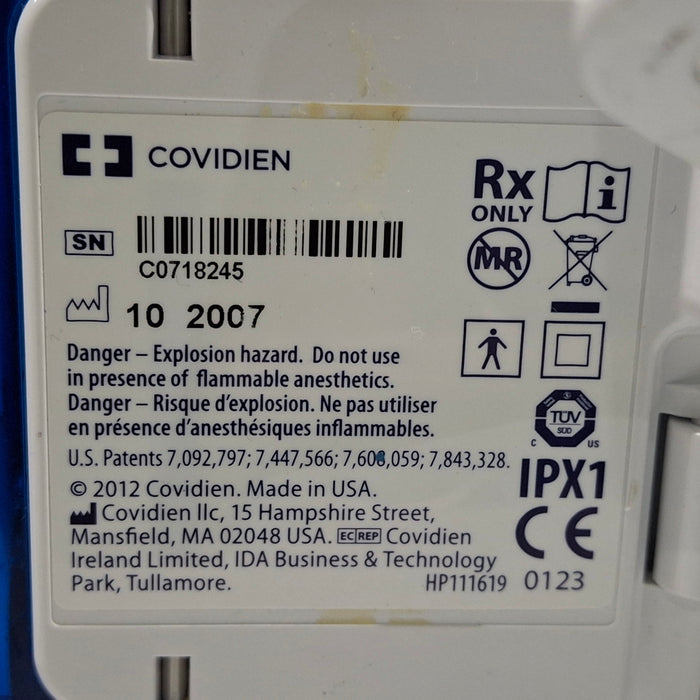 COVIDIEN
Rx
ONLY
SN
C0718245
MR
10 2007
Danger – Explosion hazard. Do not use
in presence of flammable anesthetics.
Danger – Risque d'explosion. Ne pas utiliser
en présence d'anesthésiques inflammables.
TÜV
SÜD
C US
U.S. Patents 7,092,797; 7,447,566; 7,608,059; 7,843,328.
IPX1
© 2012 Covidien. Made in USA.
Covidien llc, 15 Hampshire Street,
Mansfield, MA 02048 USA. EC REP Covidien
Ireland Limited, IDA Business & Technology
Park, Tullamore.
HP111619
CE
0123